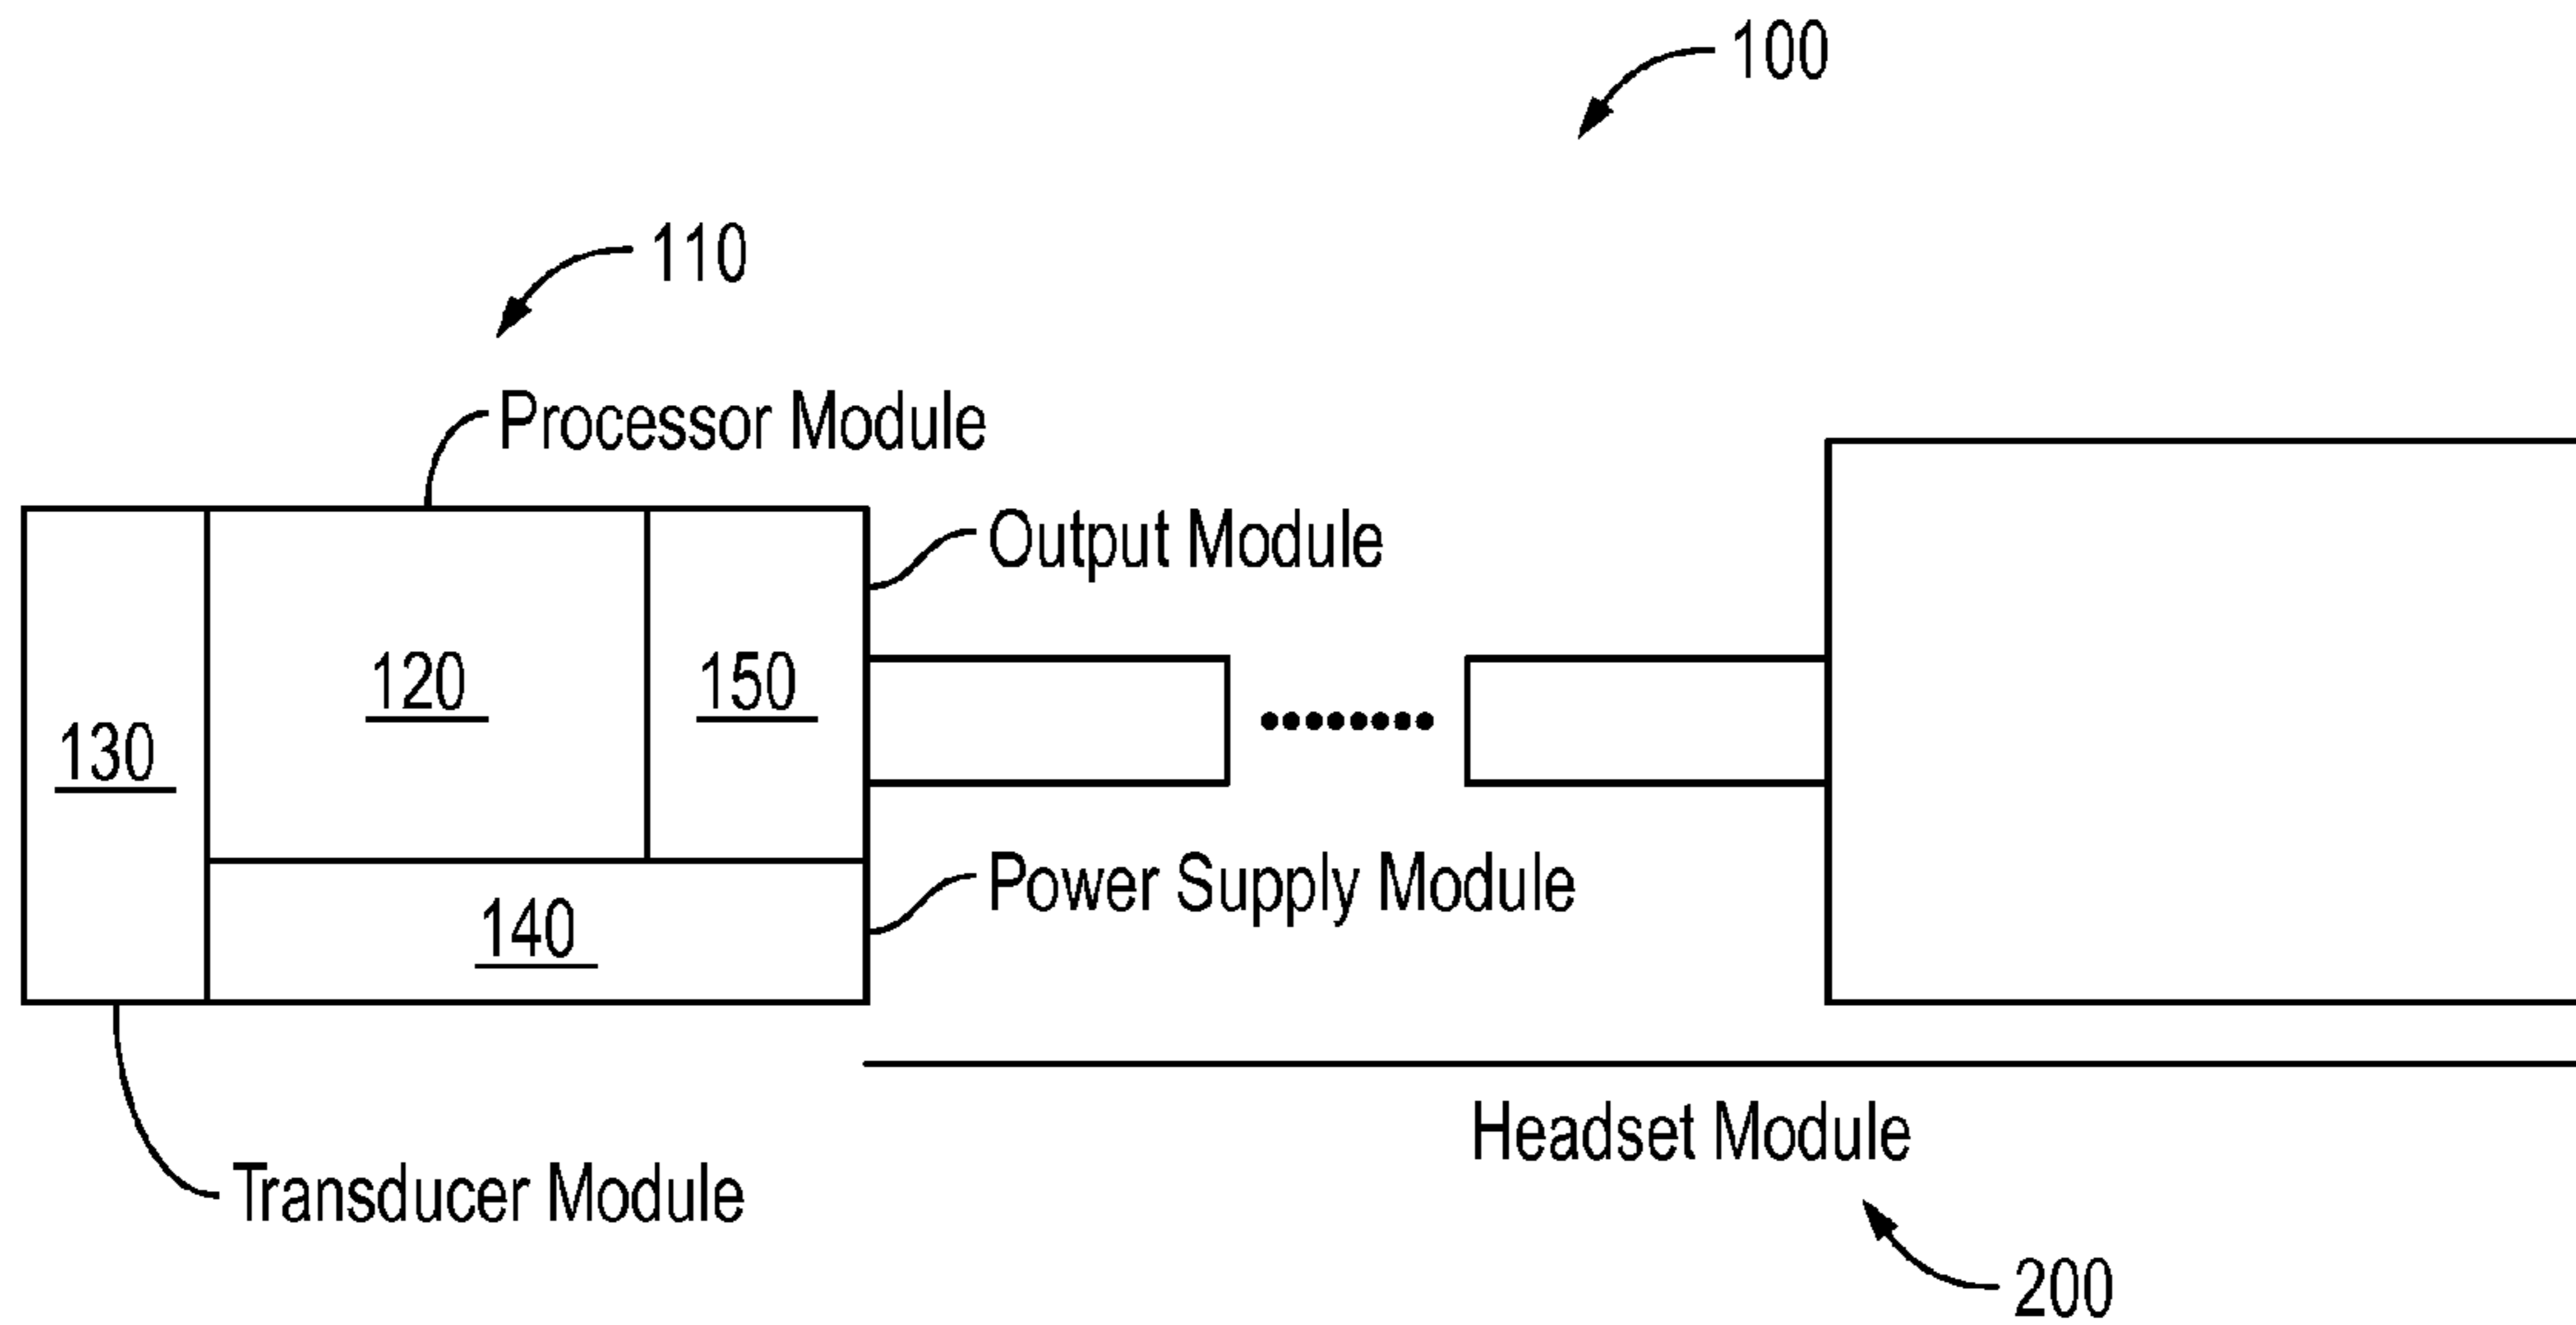 100
110
Processor Module
Output Module
120
150
130
Power Supply Module
140
Headset Module
Transducer Module
200